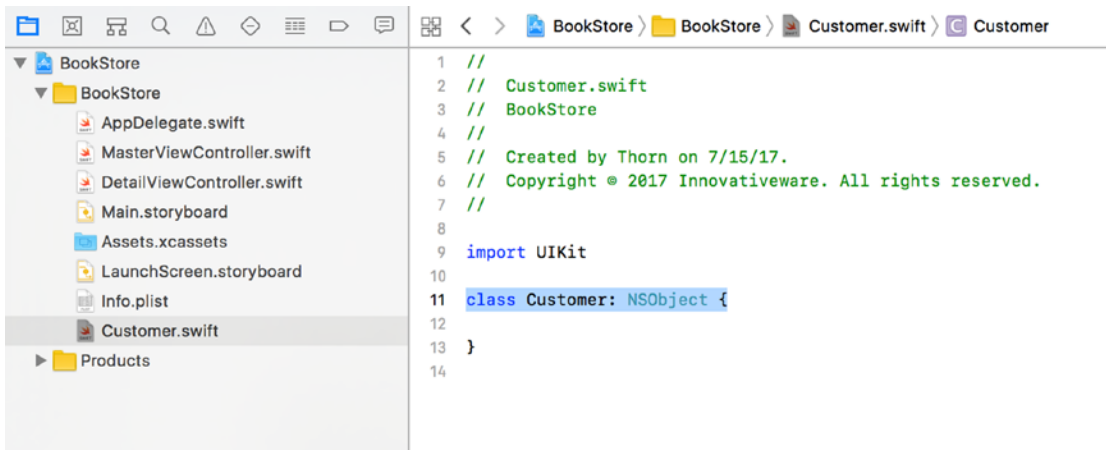 BookStore
BookStore
AppDelegate.swift
MasterViewController.swift
DetailViewController.swift
Main.storyboard
Assets.xcassets
LaunchScreen.storyboard
Info.plist
Customer.swift
Products
BookStore 〉 BookStore 〉 Customer.swift 〉 C Customer
1 //
2 //  Customer.swift
3 //  BookStore
4 //
5 //  Created by Thorn on 7/15/17.
6 //  Copyright © 2017 Innovativeware. All rights reserved.
7 //
8
9 import UIKit
10
11 class Customer: NSObject {
12
13 }
14